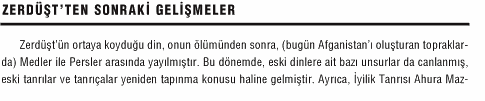 ZERDÜŞT’TEN SONRAKİ GELİŞMELER
Zerdüşt’ün ortaya koyduğu din, onun ölümünden sonra, (bugün Afganistan’ı oluşturan topraklar-
da) Medler ile Persler arasında yayılmıştır. Bu dönemde, eski dinlere ait bazı unsurlar da canlanmış,
eski tanrılar ve tanrıçalar yeniden tapınma konusu haline gelmiştir. Ayrıca, İyilik Tanrısı Ahura Maz-